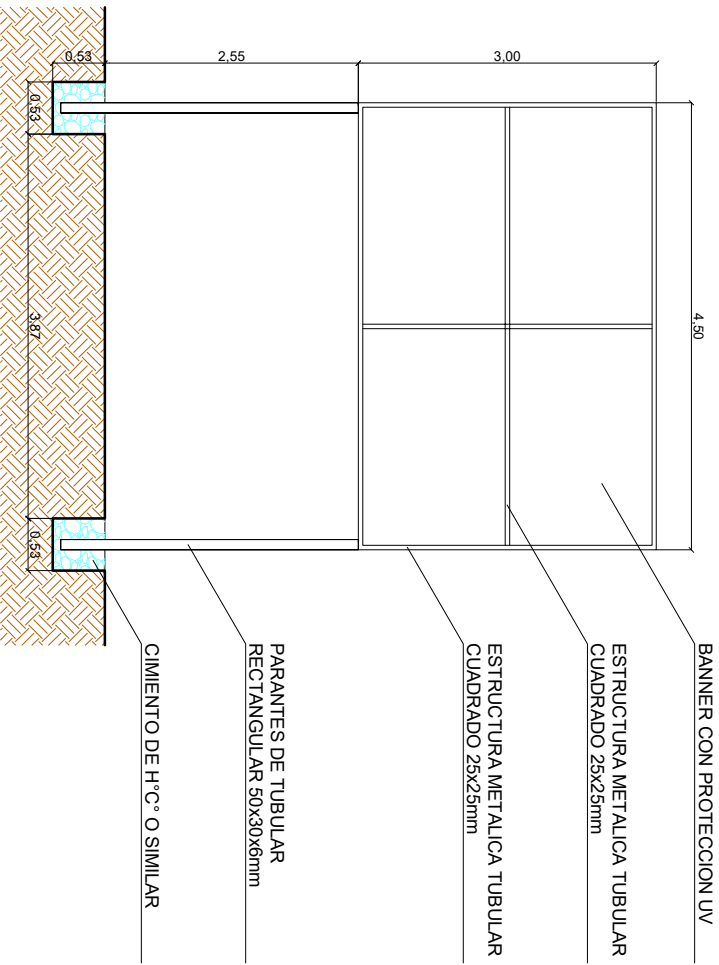 BANNER CON PROTECCION UV
ESTRUCTURA METALICA TUBULAR
CUADRADO 25x25mm
ESTRUCTURA METALICA TUBULAR
CUADRADO 25x25mm
PARANTES DE TUBULAR
RECTANGULAR 50x30x6mm
CIMIENTO DE H°C° O SIMILAR
4,50
3,00
2,55
0,53
0,53
3,87
0,53